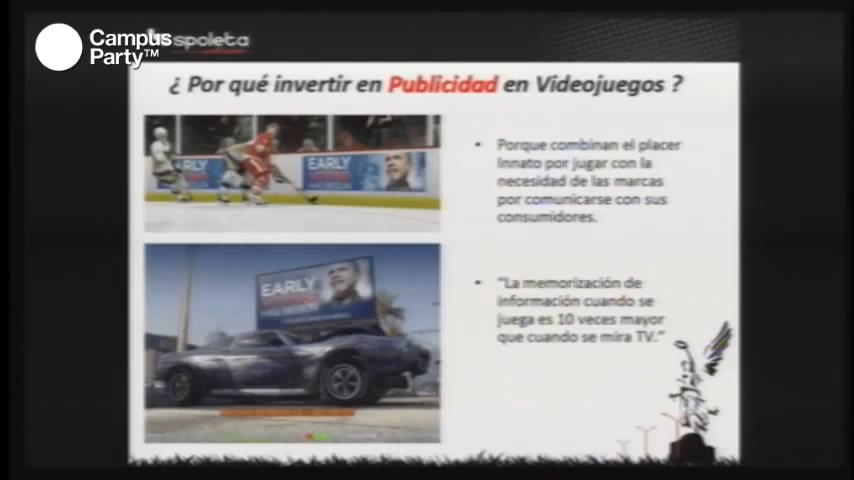 Campus
Party™
spoleta
¿ Por qué invertir en Publicidad en Videojuegos ?
EARLY
EARLY
• Porque combinan el placer
Innato por jugar con la
necesidad de las marcas
por comunicarse con sus
consumidores.
EARLY
• "La memorización de
información cuando se
juega es 10 veces mayor
que cuando se mira TV."